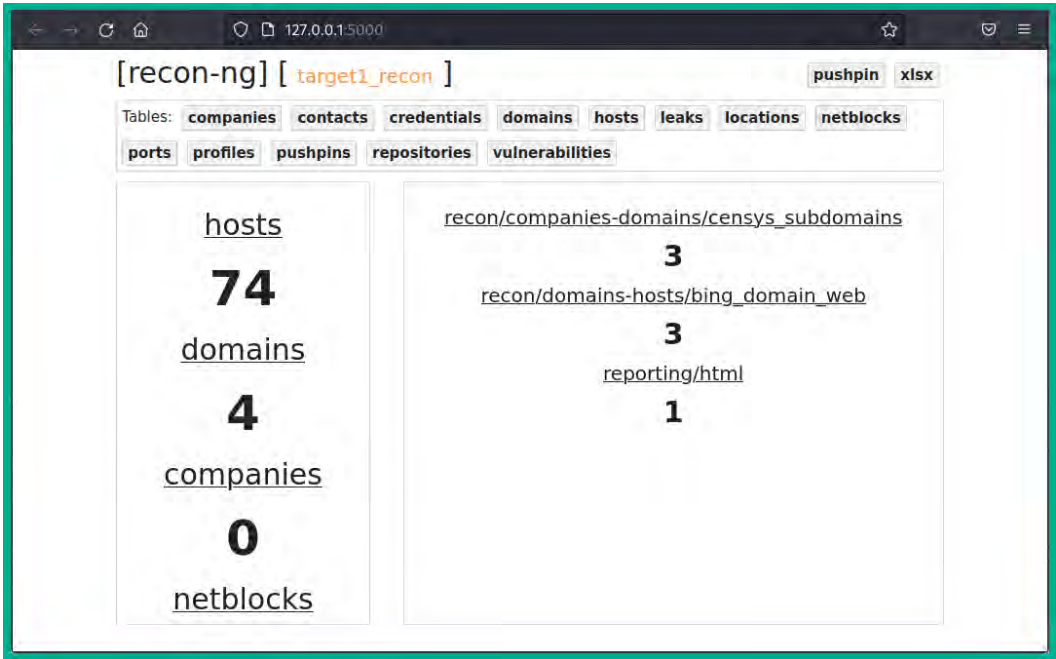 127.0.0.1:5000
[recon-ng] [ target1_recon ]
pushpin xlsx
Tables: companies contacts credentials domains hosts leaks locations netblocks
ports profiles pushpins repositories vulnerabilities
hosts
74
domains
4
companies
0
netblocks
recon/companies-domains/censys_subdomains
3
recon/domains-hosts/bing_domain_web
3
reporting/html
1